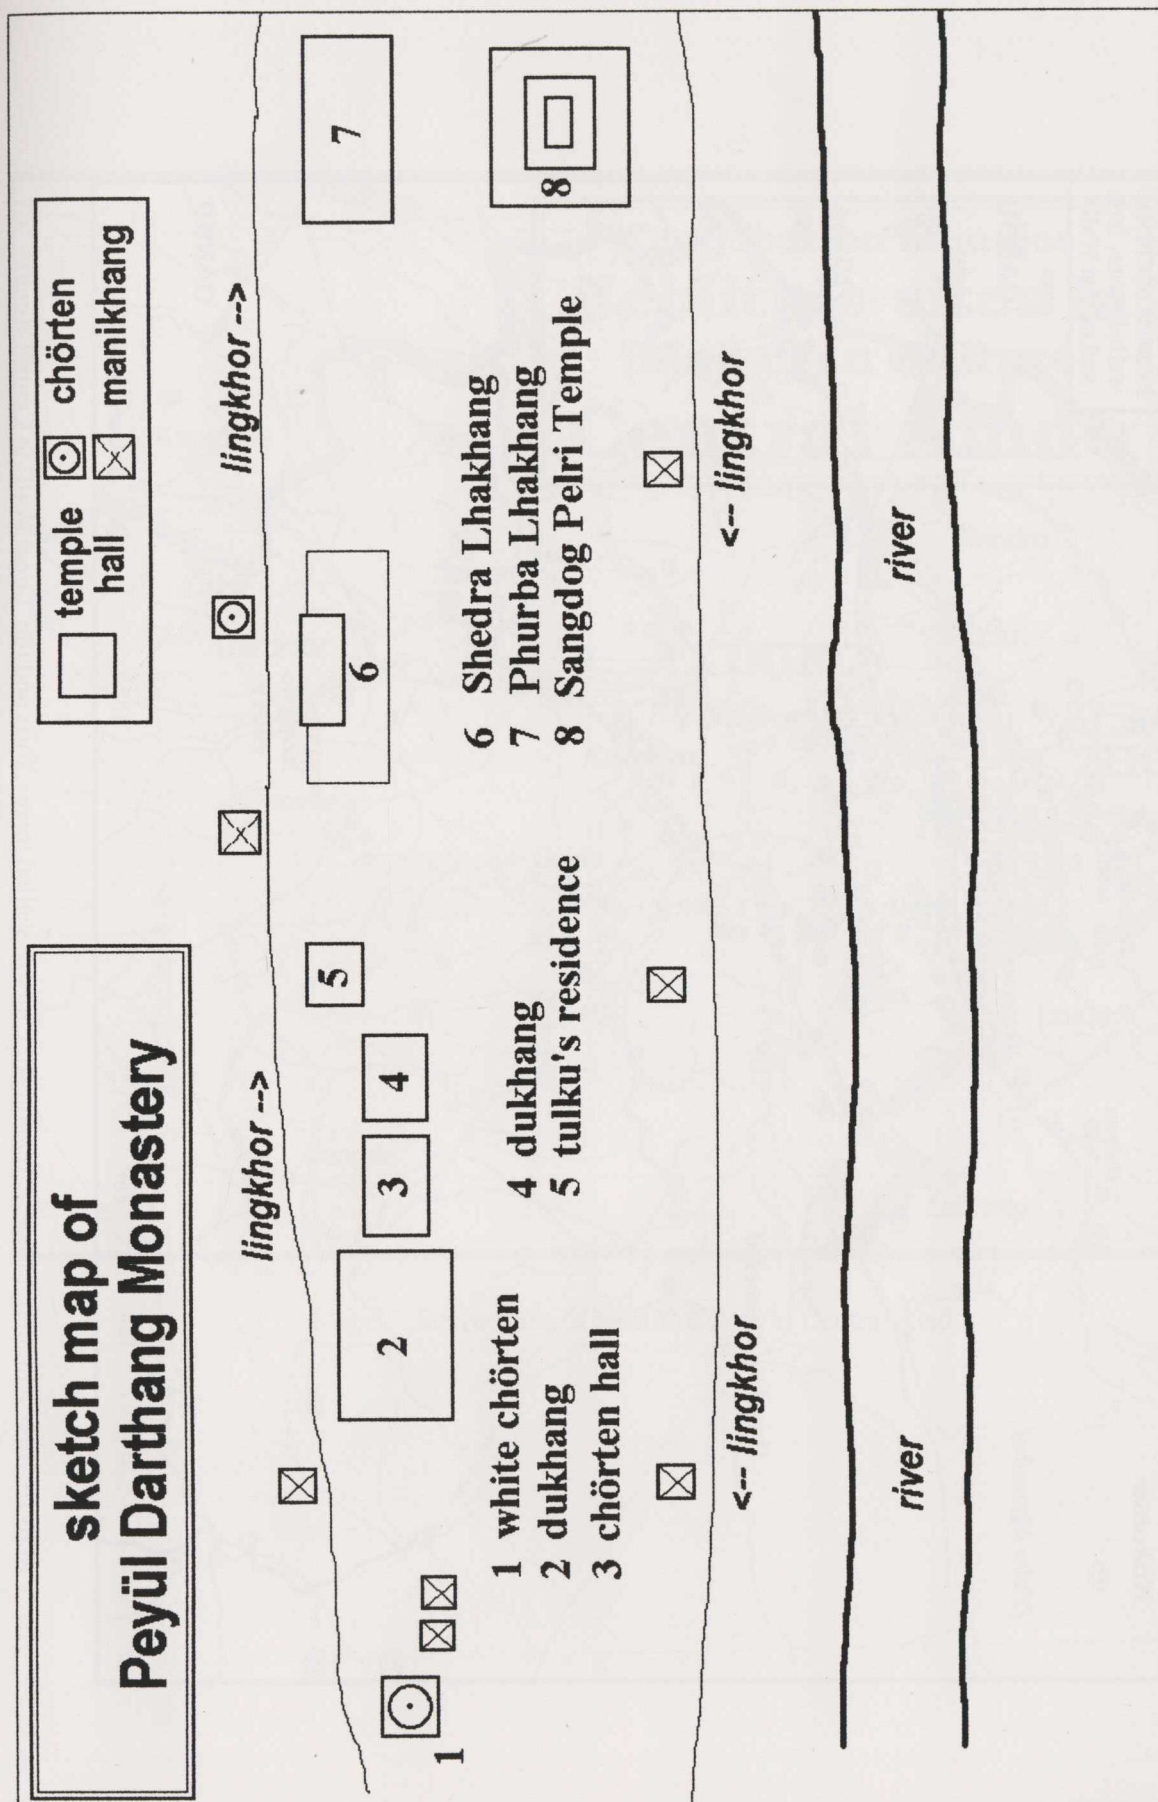 sketch map of
Peyül Darthang Monastery
temple
hall
chörten
manikhang
lingkhor -->
lingkhor -->
1
2
3
4
5
6
7
8
1 white chörten
2 dukhang
3 chörten hall
4 dukhang
5 tulku's residence
6 Shedra Lhakhang
7 Phurba Lhakhang
8 Sangdog Pelri Temple
<-- lingkhor
<-- lingkhor
river
river